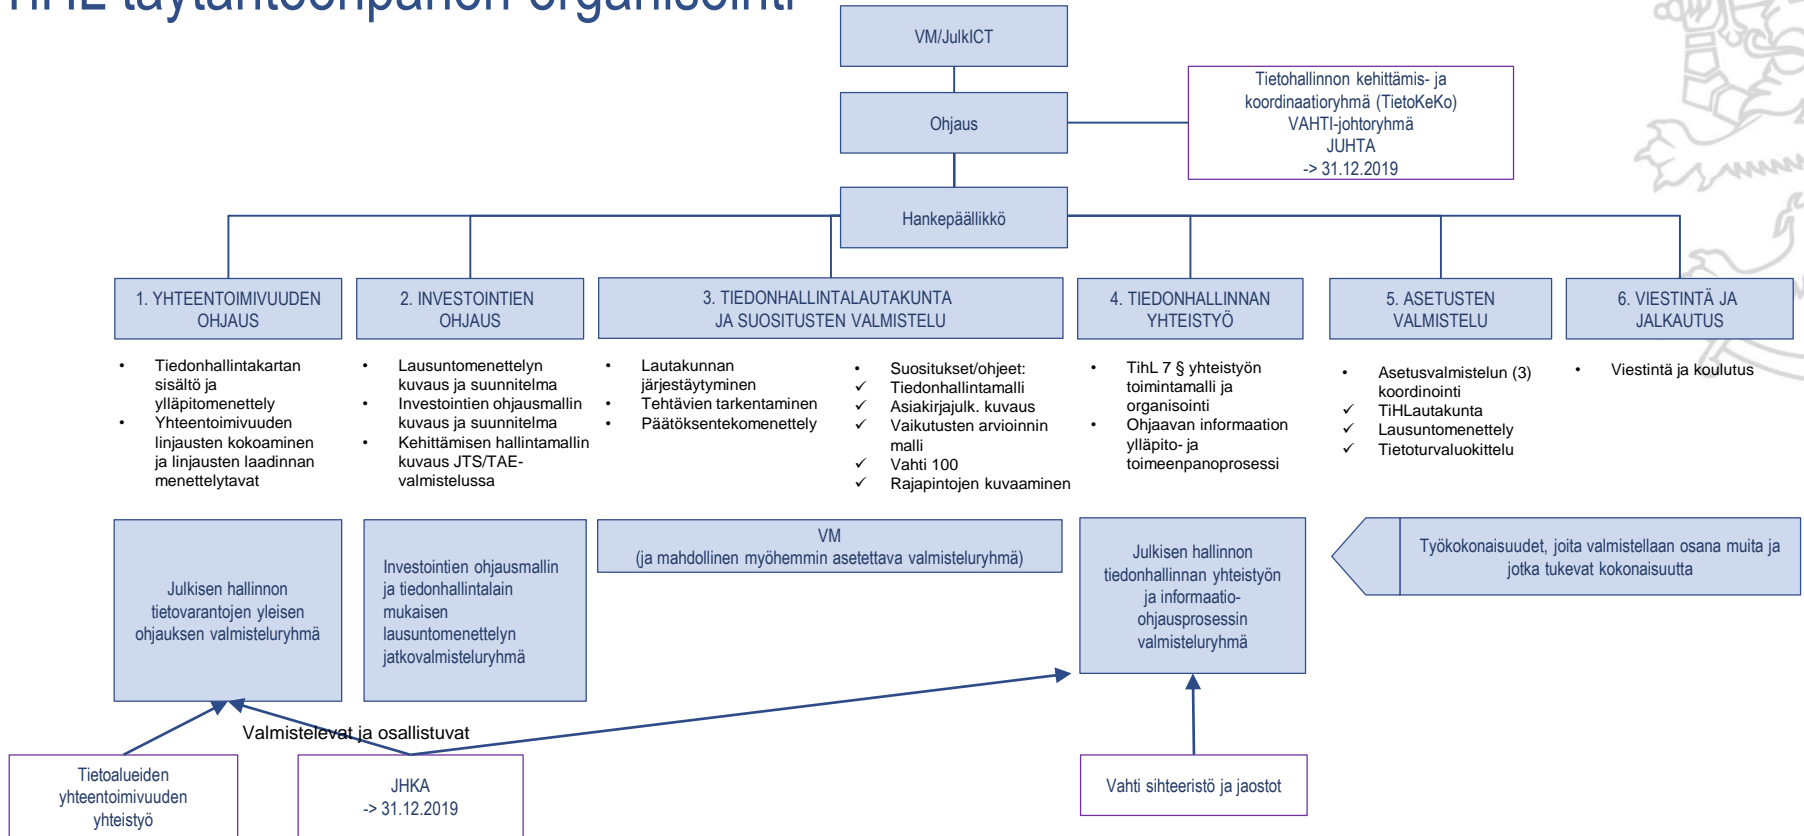 TIHL täytäntöönpanon organisointi
VM/JulkICT
Ohjaus
Tietohallinnon kehittämis- ja
koordinaatioryhmä (TietoKeKo)
VAHTI-johtoryhmä
JUHTA
-> 31.12.2019
Hankepäällikkö
1. YHTEENTOIMIVUUDEN
OHJAUS
• Tiedonhallintakartan
sisältö ja
ylläpitomenettely
• Yhteentoimivuuden
linjausten kokoaminen
ja linjausten laadinnan
menettelytavat
2. INVESTOINTIEN
OHJAUS
• Lausuntomenettelyn
kuvaus ja suunnitelma
• Investointien ohjausmallin
kuvaus ja suunnitelma
• Kehittämisen hallintamallin
kuvaus JTS/TAE-
valmistelussa
3. TIEDONHALLINTALAUTAKUNTA
JA SUOSITUSTEN VALMISTELU
• Lautakunnan
järjestäytyminen
• Tehtävien tarkentaminen
• Päätöksentekomenettely
• Suositukset/ohjeet:
✓ Tiedonhallintamalli
✓ Asiakirjajulk. kuvaus
✓ Vaikutusten arvioinnin
malli
✓ Vahti 100
✓ Rajapintojen kuvaaminen
4. TIEDONHALLINNAN
YHTEISTYÖ
• TihL 7 § yhteistyön
toimintamalli ja
organisointi
• Ohjaavan informaation
ylläpito- ja
toimeenpanoprosessi
5. ASETUSTEN
VALMISTELU
• Asetusvalmistelun (3)
koordinointi
✓ TiHLautakunta
✓ Lausuntomenettely
✓ Tietoturvaluokittelu
6. VIESTINTÄ JA
JALKAUTUS
• Viestintä ja koulutus
Julkisen hallinnon
tietovarantojen yleisen
ohjauksen valmisteluryhmä
Investointien ohjausmallin
ja tiedonhallintalain
mukaisen
lausuntomenettelyn
jatkovalmisteluryhmä
VM
(ja mahdollinen myöhemmin asetettava valmisteluryhmä)
Julkisen hallinnon
tiedonhallinnan yhteistyön
ja informaatio-
ohjausprosessin
valmisteluryhmä
Työkokonaisuudet, joita valmistellaan osana muita ja
jotka tukevat kokonaisuutta
Valmistelevat ja osallistuvat
Tietoalueiden
yhteentoimivuuden
yhteistyö
JHKA
-> 31.12.2019
Vahti sihteeristö ja jaostot